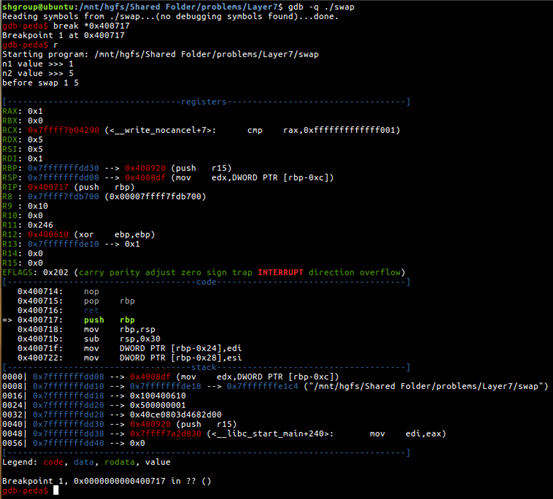 shgroup@ubuntu:/mnt/hgfs/Shared Folder/problems/Layer7$ gdb -q ./swap
Reading symbols from ./swap...(no debugging symbols found)...done.
gdb-peda$ break *0x400717
Breakpoint 1 at 0x400717
gdb-peda$ r
Starting program: /mnt/hgfs/Shared Folder/problems/Layer7/swap
n1 value >>> 1
n2 value >>> 5
before swap 1 5
[----------------------------------registers-----------------------------------]
RAX: 0x1
RBX: 0x0
RCX: 0x7ffff7b04290 (<__write_nocancel+7>: cmp rax,0xfffffffffffff001)
RDX: 0x5
RSI: 0x5
RDI: 0x1
RBP: 0x7fffffffdd30 --> 0x400920 (push r15)
RSP: 0x7fffffffdd08 --> 0x4008df (mov edx,DWORD PTR [rbp-0xc])
RIP: 0x400717 (push rbp)
R8 : 0x7ffff7fdb700 (0x00007ffff7fdb700)
R9 : 0x10
R10: 0x0
R11: 0x246
R12: 0x400610 (xor ebp,ebp)
R13: 0x7fffffffde10 --> 0x1
R14: 0x0
R15: 0x0
EFLAGS: 0x202 (carry parity adjust zero sign trap INTERRUPT direction overflow)
[-------------------------------------code-------------------------------------]
0x400714: nop
0x400715: pop rbp
0x400716: ret
=> 0x400717: push rbp
0x400718: mov rbp,rsp
0x40071b: sub rsp,0x30
0x40071f: mov DWORD PTR [rbp-0x24],edi
0x400722: mov DWORD PTR [rbp-0x28],esi
[------------------------------------stack-------------------------------------]
0000| 0x7fffffffdd08 --> 0x4008df (mov edx,DWORD PTR [rbp-0xc])
0008| 0x7fffffffdd10 --> 0x7fffffffde18 --> 0x7fffffffe1c4 ("/mnt/hgfs/Shared Folder/problems/Layer7/swap")
0016| 0x7fffffffdd18 --> 0x100400610
0024| 0x7fffffffdd20 --> 0x500000001
0032| 0x7fffffffdd28 --> 0x40ce0803d4682d00
0040| 0x7fffffffdd30 --> 0x400920 (push r15)
0048| 0x7fffffffdd38 --> 0x7ffff7a2d830 (<__libc_start_main+240>: mov edi,eax)
0056| 0x7fffffffdd40 --> 0x0
[------------------------------------------------------------------------------]
Legend: code, data, rodata, value
Breakpoint 1, 0x0000000000400717 in ?? ()
gdb-peda$